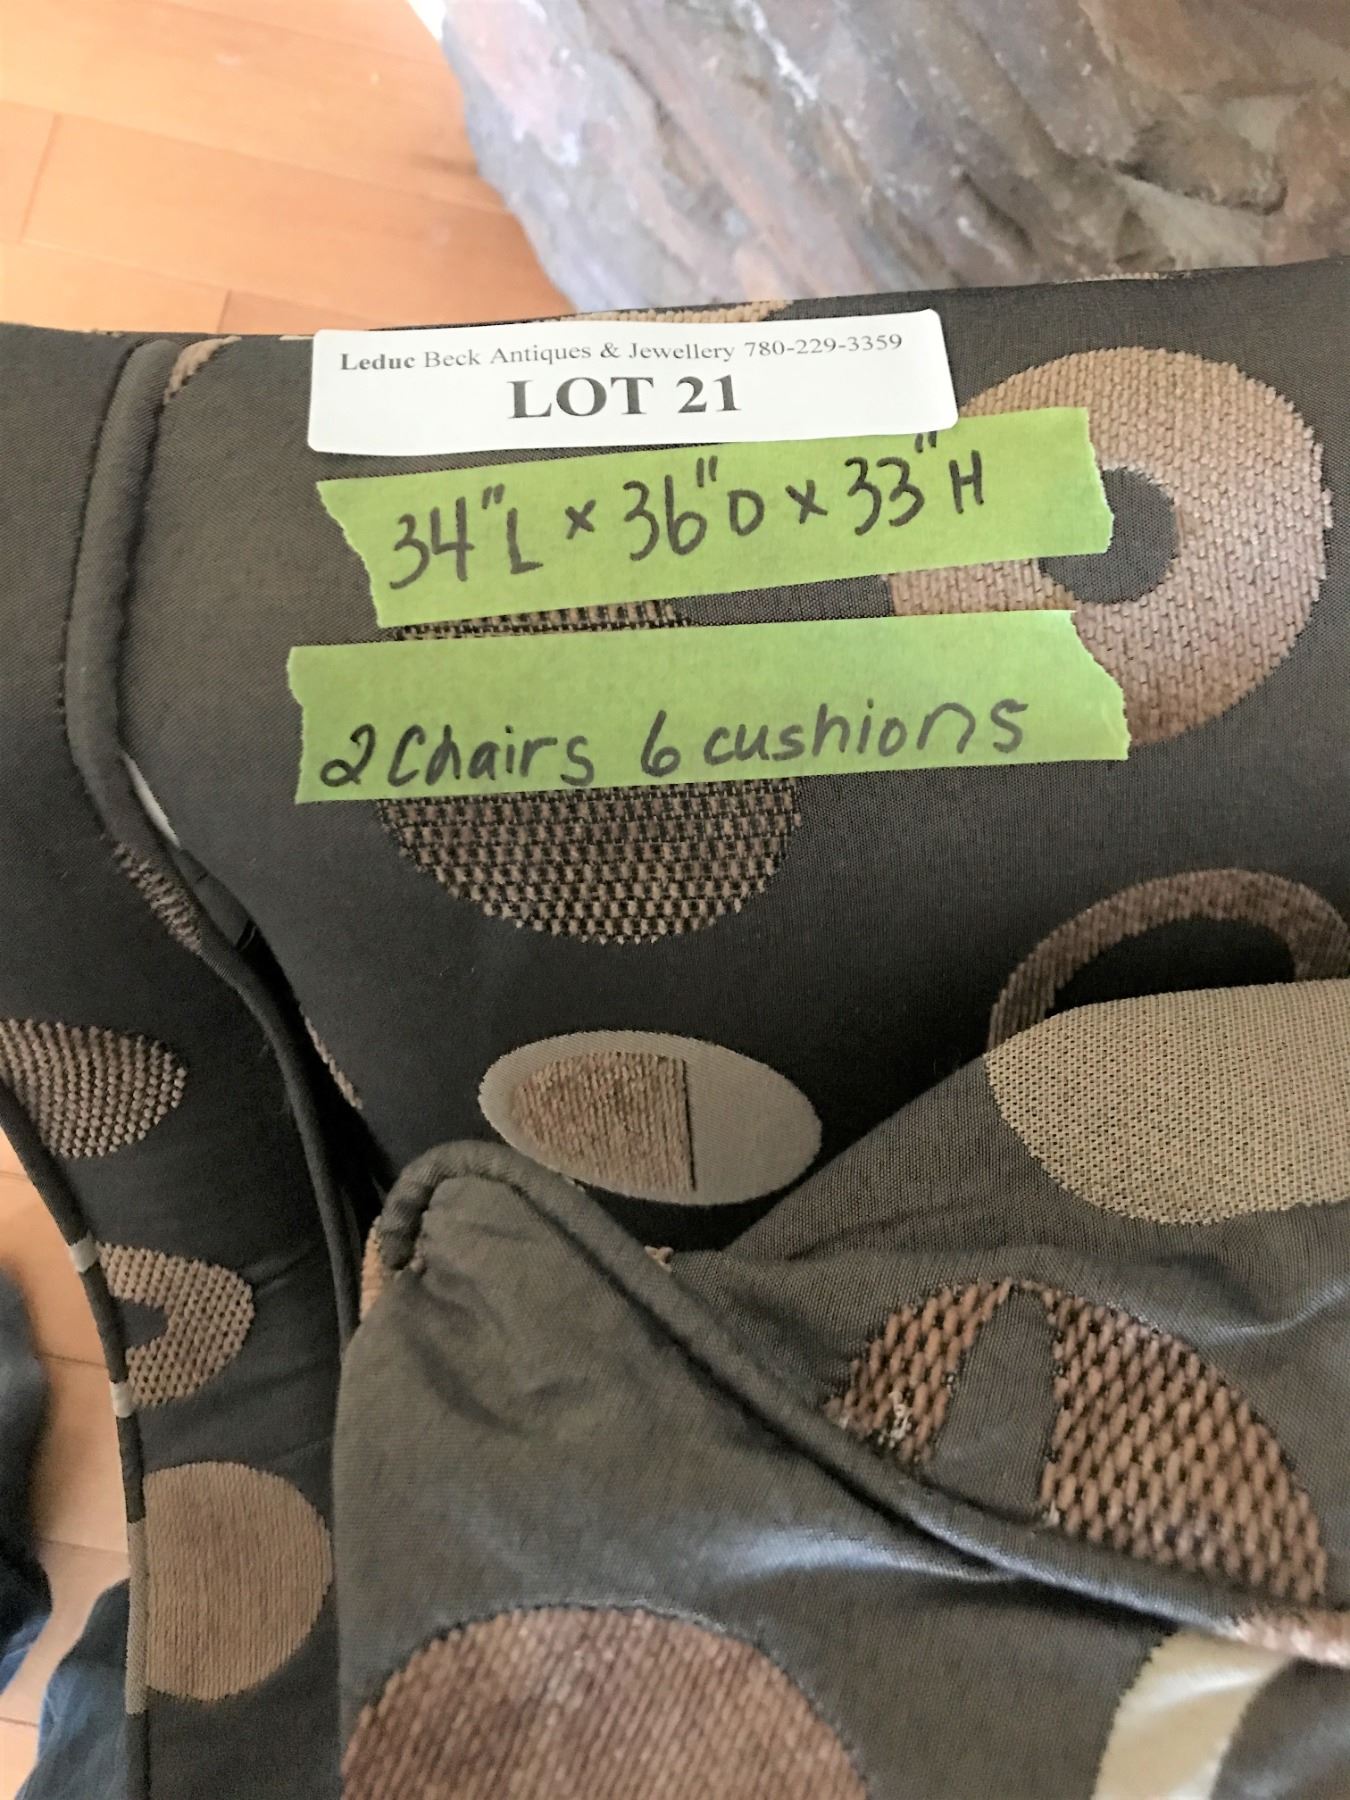 Leduc Beck Antiques & Jewellery 780-229-3359
LOT 21
34"L x 36"D x 33"H
2 Chairs 6 cushions